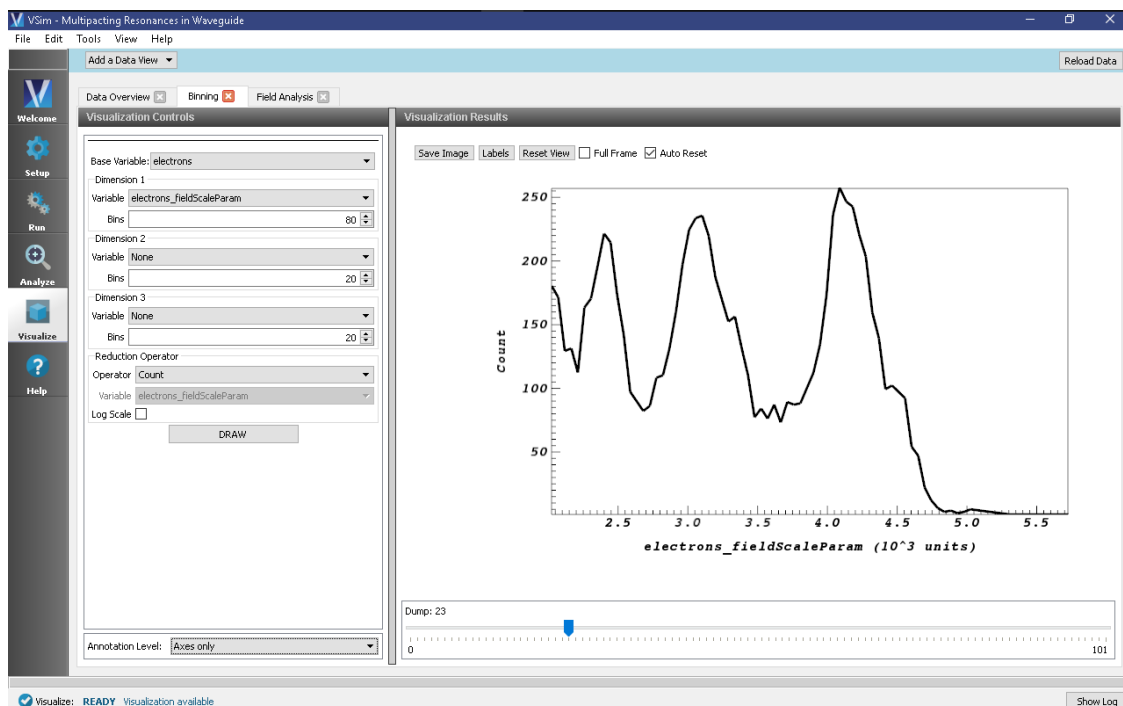 VSim - Multipacting Resonances in Waveguide
File Edit Tools View Help
Add a Data View
Reload Data
Welcome
Setup
Run
Analyze
Visualize
Help
Data Overview
Binning
Field Analysis
Visualization Controls
Base Variable: electrons
Dimension 1
Variable electrons_fieldScaleParam
Bins 80
Dimension 2
Variable None
Bins 20
Dimension 3
Variable None
Bins 20
Reduction Operator
Operator Count
Variable electrons_fieldScaleParam
Log Scale
DRAW
Annotation Level: Axes only
Visualization Results
Save Image Labels Reset View Full Frame Auto Reset
250
200
150
100
50
Count
2.5 3.0 3.5 4.0 4.5 5.0 5.5
electrons_fieldScaleParam (10^3 units)
Dump: 23
0 101
Visualize: READY Visualization available
Show Log